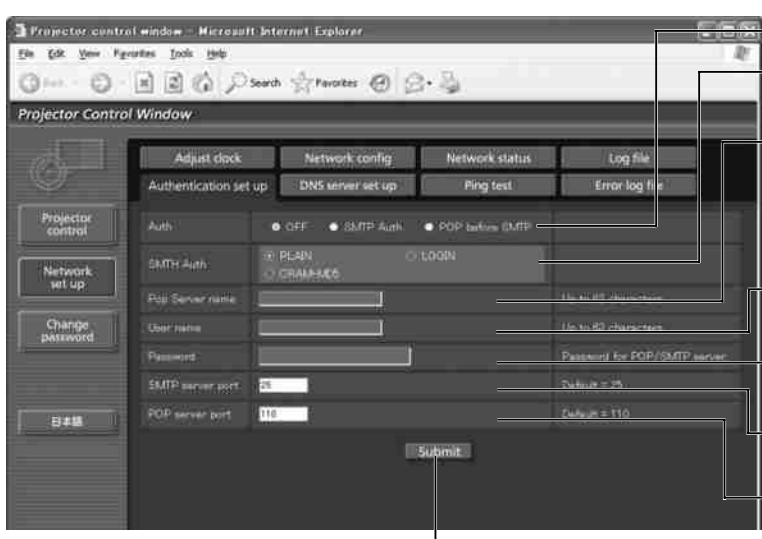 Projector control window - Microsoft Internet Explorer
File Edit View Favorites Tools Help
Back Search Favorites
Projector Control Window
Adjust clock Network config Network status Log file
Authentication set up DNS server set up Ping test Error log file
Projector control
Network set up
Change password
日本語
Auth OFF SMTP Auth POP before SMTP
SMTH Auth PLAIN LOGIN
CRAM-MD5
Pop Server name Up to 62 characters
User name Up to 62 characters
Password Password for POP/SMTP server
SMTP server port 25 Default = 25
POP server port 110 Default = 110
Submit